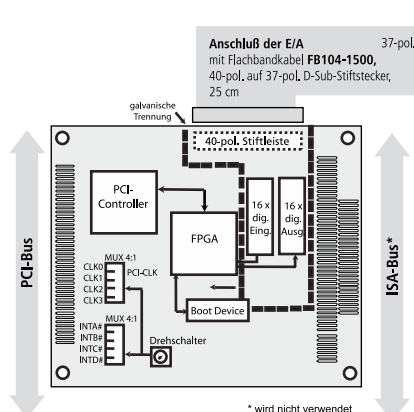 Anschluß der E/A 37-pol.
mit Flachbandkabel FB104-1500,
40-pol. auf 37-pol. D-Sub-Stiftstecker,
25 cm
galvanische
Trennung
40-pol. Stiftleiste
PCI-Bus
PCI-
Controller
FPGA
16 x
dig.
Eing.
16 x
dig.
Ausg
ISA-Bus*
MUX 4:1
CLK0
CLK1
CLK2
CLK3
PCI-CLK
MUX 4:1
INTA#
INTB#
INTC#
INTD#
Drehschalter
Boot Device
* wird nicht verwendet